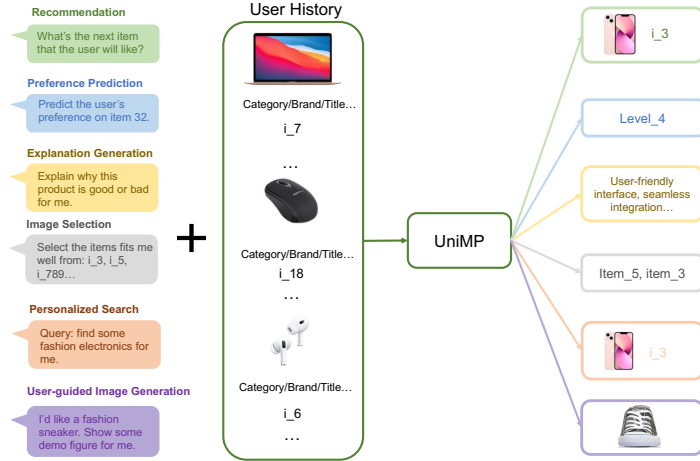 Recommendation
What's the next item
that the user will like?
Preference Prediction
Predict the user's
preference on item 32.
Explanation Generation
Explain why this
product is good or bad
for me.
Image Selection
Select the items fits me
well from: i_3, i_5,
i_789...
Personalized Search
Query: find some
fashion electronics for
me.
User-guided Image Generation
I'd like a fashion
sneaker. Show some
demo figure for me.
User History
Category/Brand/Title...
i_7
...
Category/Brand/Title...
i_18
...
Category/Brand/Title...
i_6
...
UniMP
i_3
Level_4
User-friendly
interface, seamless
integration...
Item_5, item_3
i_3